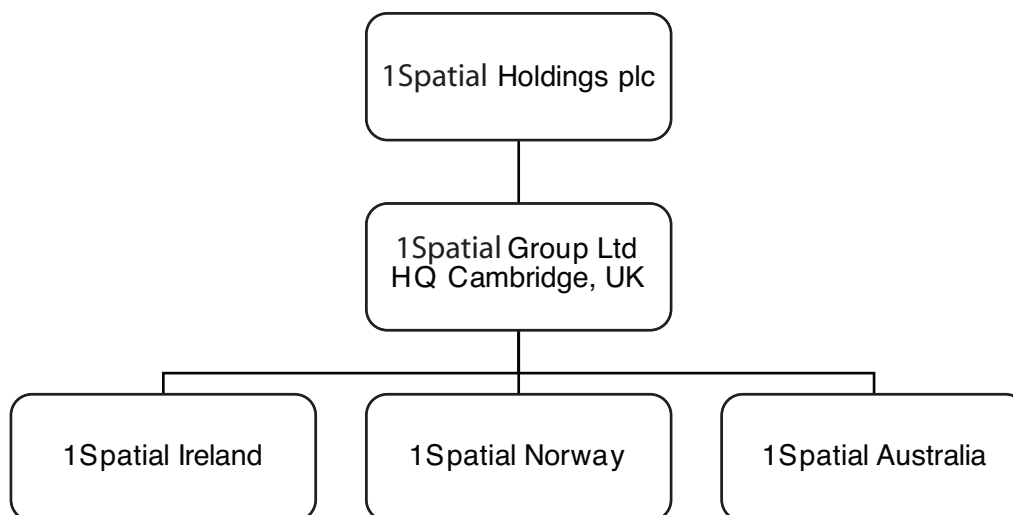 1Spatial Holdings plc
1Spatial Group Ltd
HQ Cambridge, UK
1Spatial Ireland
1Spatial Norway
1Spatial Australia